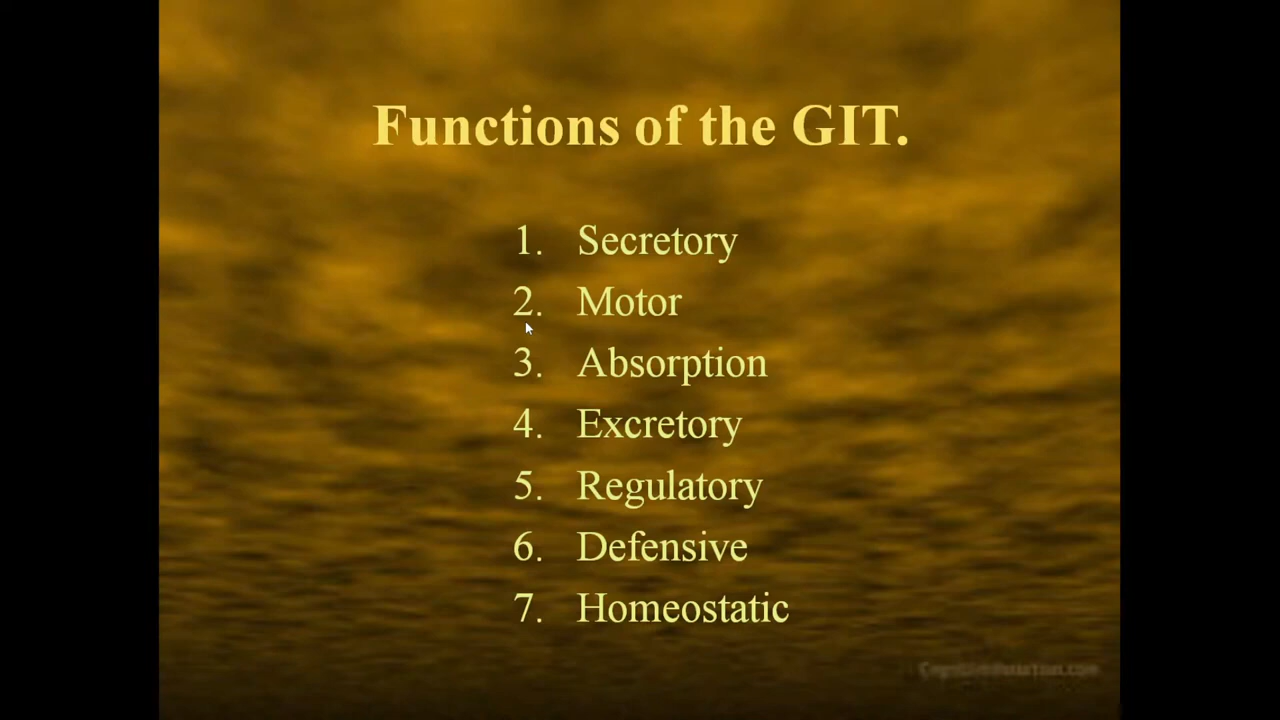 Functions of the GIT.
1. Secretory
2. Motor
3. Absorption
4. Excretory
5. Regulatory
6. Defensive
7. Homeostatic